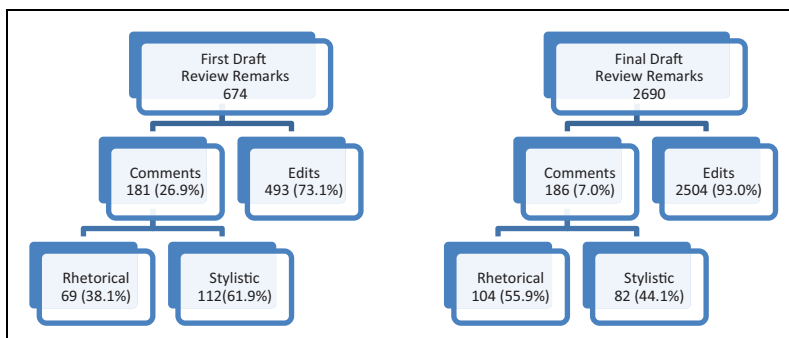 First Draft
Review Remarks
674
Comments
181 (26.9%)
Edits
493 (73.1%)
Rhetorical
69 (38.1%)
Stylistic
112(61.9%)
Final Draft
Review Remarks
2690
Comments
186 (7.0%)
Edits
2504 (93.0%)
Rhetorical
104 (55.9%)
Stylistic
82 (44.1%)